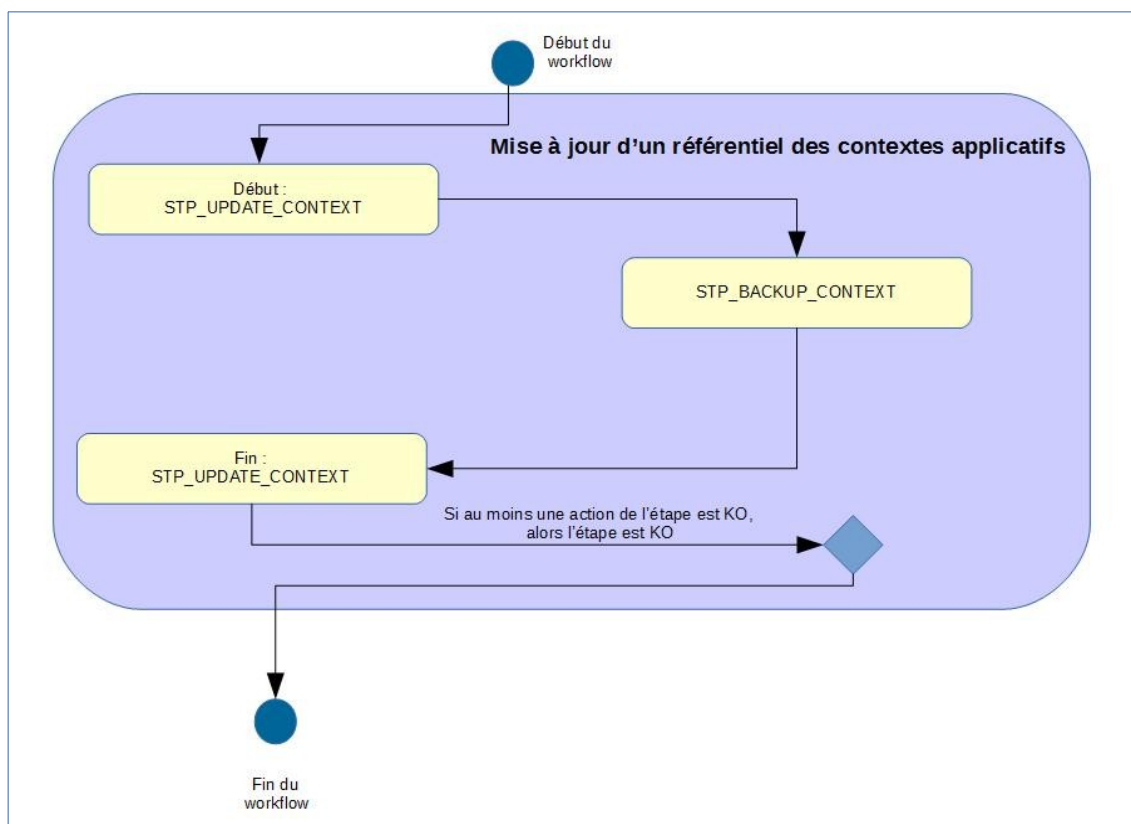 Début du
workflow
Mise à jour d’un référentiel des contextes applicatifs
Début :
STP_UPDATE_CONTEXT
STP_BACKUP_CONTEXT
Fin :
STP_UPDATE_CONTEXT
Si au moins une action de l’étape est KO,
alors l’étape est KO
Fin du
workflow